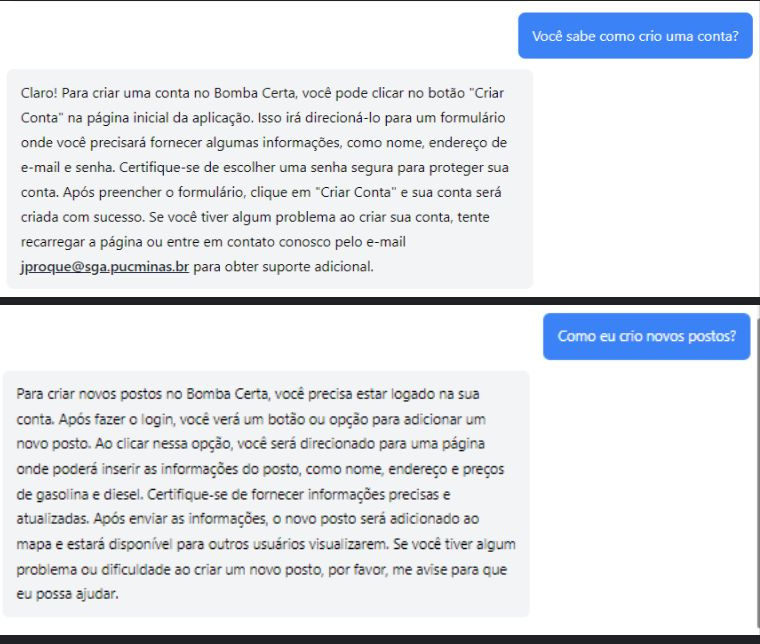 Você sabe como crio uma conta?
Claro! Para criar uma conta no Bomba Certa, você pode clicar no botão "Criar
Conta" na página inicial da aplicação. Isso irá direcioná-lo para um formulário
onde você precisará fornecer algumas informações, como nome, endereço de
e-mail e senha. Certifique-se de escolher uma senha segura para proteger sua
conta. Após preencher o formulário, clique em "Criar Conta" e sua conta será
criada com sucesso. Se você tiver algum problema ao criar sua conta, tente
recarregar a página ou entre em contato conosco pelo e-mail
jproque@sga.pucminas.br para obter suporte adicional.
Como eu crio novos postos?
Para criar novos postos no Bomba Certa, você precisa estar logado na sua
conta. Após fazer o login, você verá um botão ou opção para adicionar um
novo posto. Ao clicar nessa opção, você será direcionado para uma página
onde poderá inserir as informações do posto, como nome, endereço e preços
de gasolina e diesel. Certifique-se de fornecer informações precisas e
atualizadas. Após enviar as informações, o novo posto será adicionado ao
mapa e estará disponível para outros usuários visualizarem. Se você tiver algum
problema ou dificuldade ao criar um novo posto, por favor, me avise para que
eu possa ajudar.